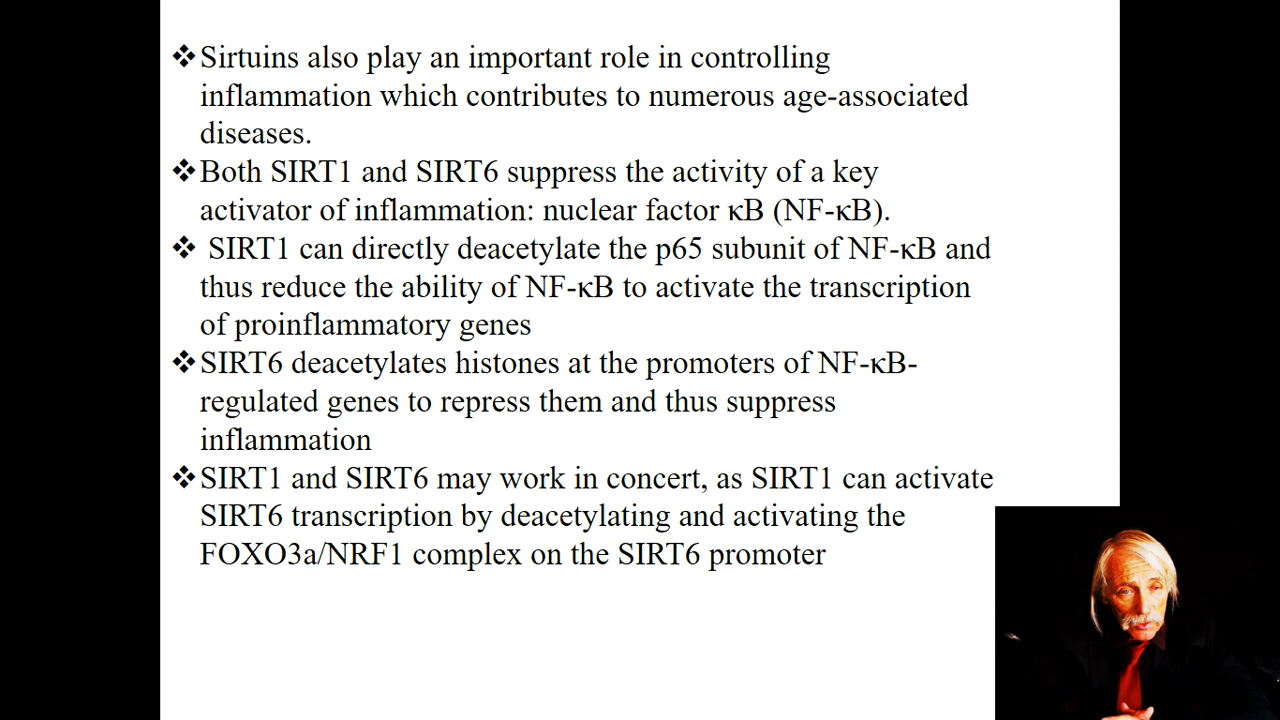 ❖Sirtuins also play an important role in controlling
inflammation which contributes to numerous age-associated
diseases.
❖Both SIRT1 and SIRT6 suppress the activity of a key
activator of inflammation: nuclear factor κB (NF-κB).
❖ SIRT1 can directly deacetylate the p65 subunit of NF-κB and
thus reduce the ability of NF-κB to activate the transcription
of proinflammatory genes
❖SIRT6 deacetylates histones at the promoters of NF-κB-
regulated genes to repress them and thus suppress
inflammation
❖SIRT1 and SIRT6 may work in concert, as SIRT1 can activate
SIRT6 transcription by deacetylating and activating the
FOXO3a/NRF1 complex on the SIRT6 promoter